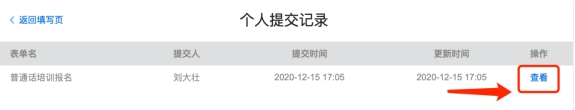 < 返回填写页 个人提交记录
表单名 提交人 提交时间 更新时间 操作
普通话培训报名 刘大壮 2020-12-15 17:05 2020-12-15 17:05 查看